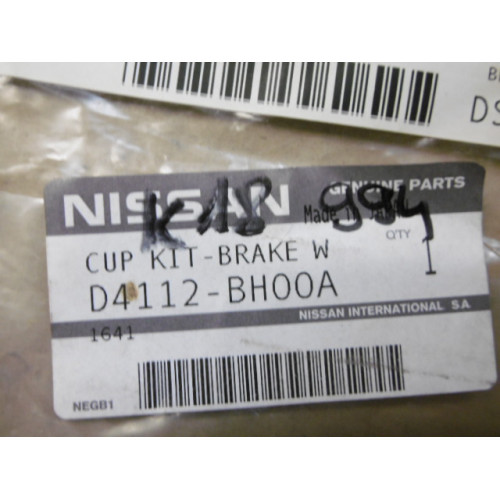 NISSAN GENUINE PARTS
K18 994
Made in Japan
CUP KIT-BRAKE W QTY
D4112-BH00A 1
NISSAN INTERNATIONAL SA
1641
NEGB1